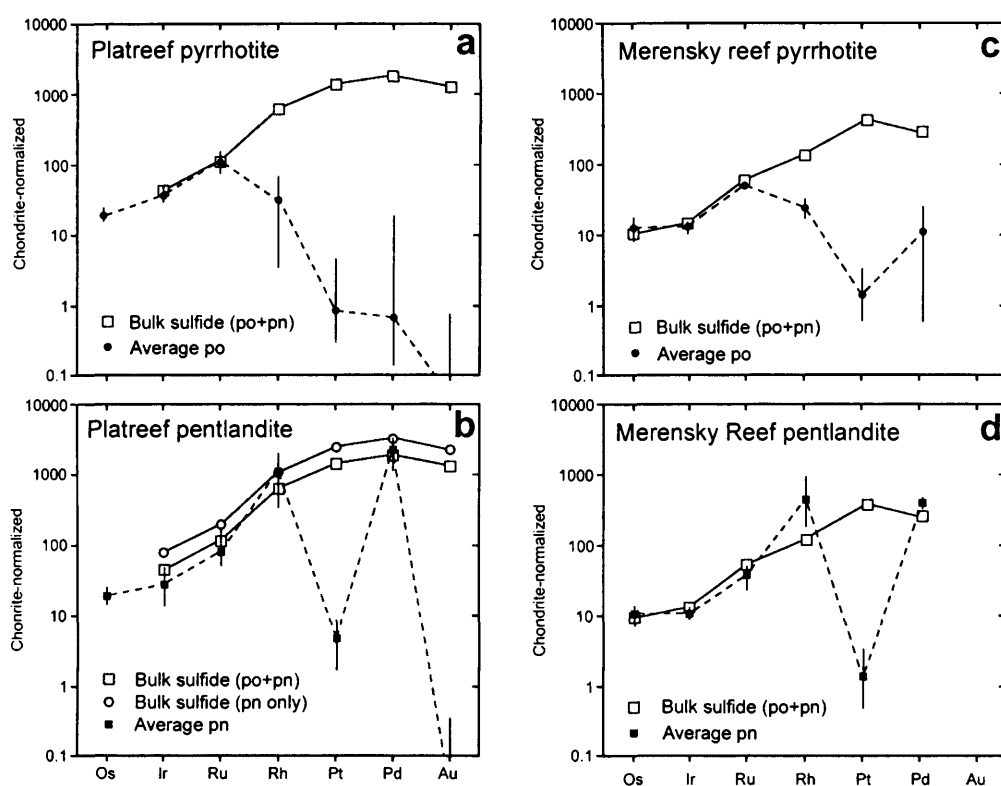 a
Platreef pyrrhotite
10000
1000
100
10
1
0.1
Chondrite-normalized
Bulk sulfide (po+pn)
Average po
b
Platreef pentlandite
10000
1000
100
10
1
0.1
Chonrite-normalized
Bulk sulfide (po+pn)
Bulk sulfide (pn only)
Average pn
Os Ir Ru Rh Pt Pd Au
c
Merensky reef pyrrhotite
10000
1000
100
10
1
0.1
Chondrite-normalized
Bulk sulfide (po+pn)
Average po
d
Merensky Reef pentlandite
10000
1000
100
10
1
0.1
Chondrite-normalized
Bulk sulfide (po+pn)
Average pn
Os Ir Ru Rh Pt Pd Au